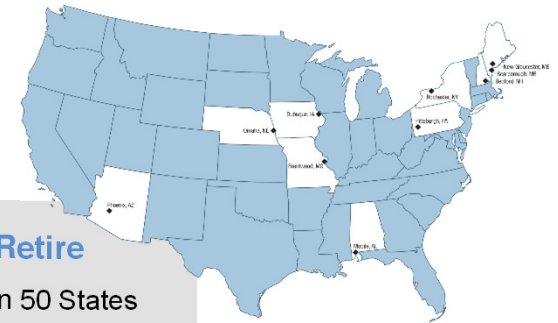 New Gloucester, ME
Scarborough, ME
Bedford, NH
Rochester, NY
Dubuque, IA
Pittsburgh, PA
Omaha, NE
Brentwood, MO
Phoenix, AZ
Mobile, AL
Retire
n 50 States